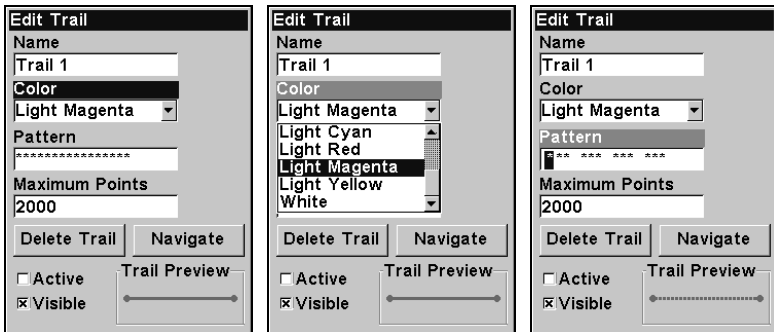 Edit Trail
Name
Trail 1
Color
Light Magenta
Pattern
****************
Maximum Points
2000
Delete Trail Navigate
Active
Trail Preview
Visible
Edit Trail
Name
Trail 1
Color
Light Magenta
Light Cyan
Light Red
Light Magenta
Light Yellow
White
Delete Trail Navigate
Active
Trail Preview
Visible
Edit Trail
Name
Trail 1
Color
Light Magenta
Pattern
*** *** *** ***
Maximum Points
2000
Delete Trail Navigate
Active
Trail Preview
Visible